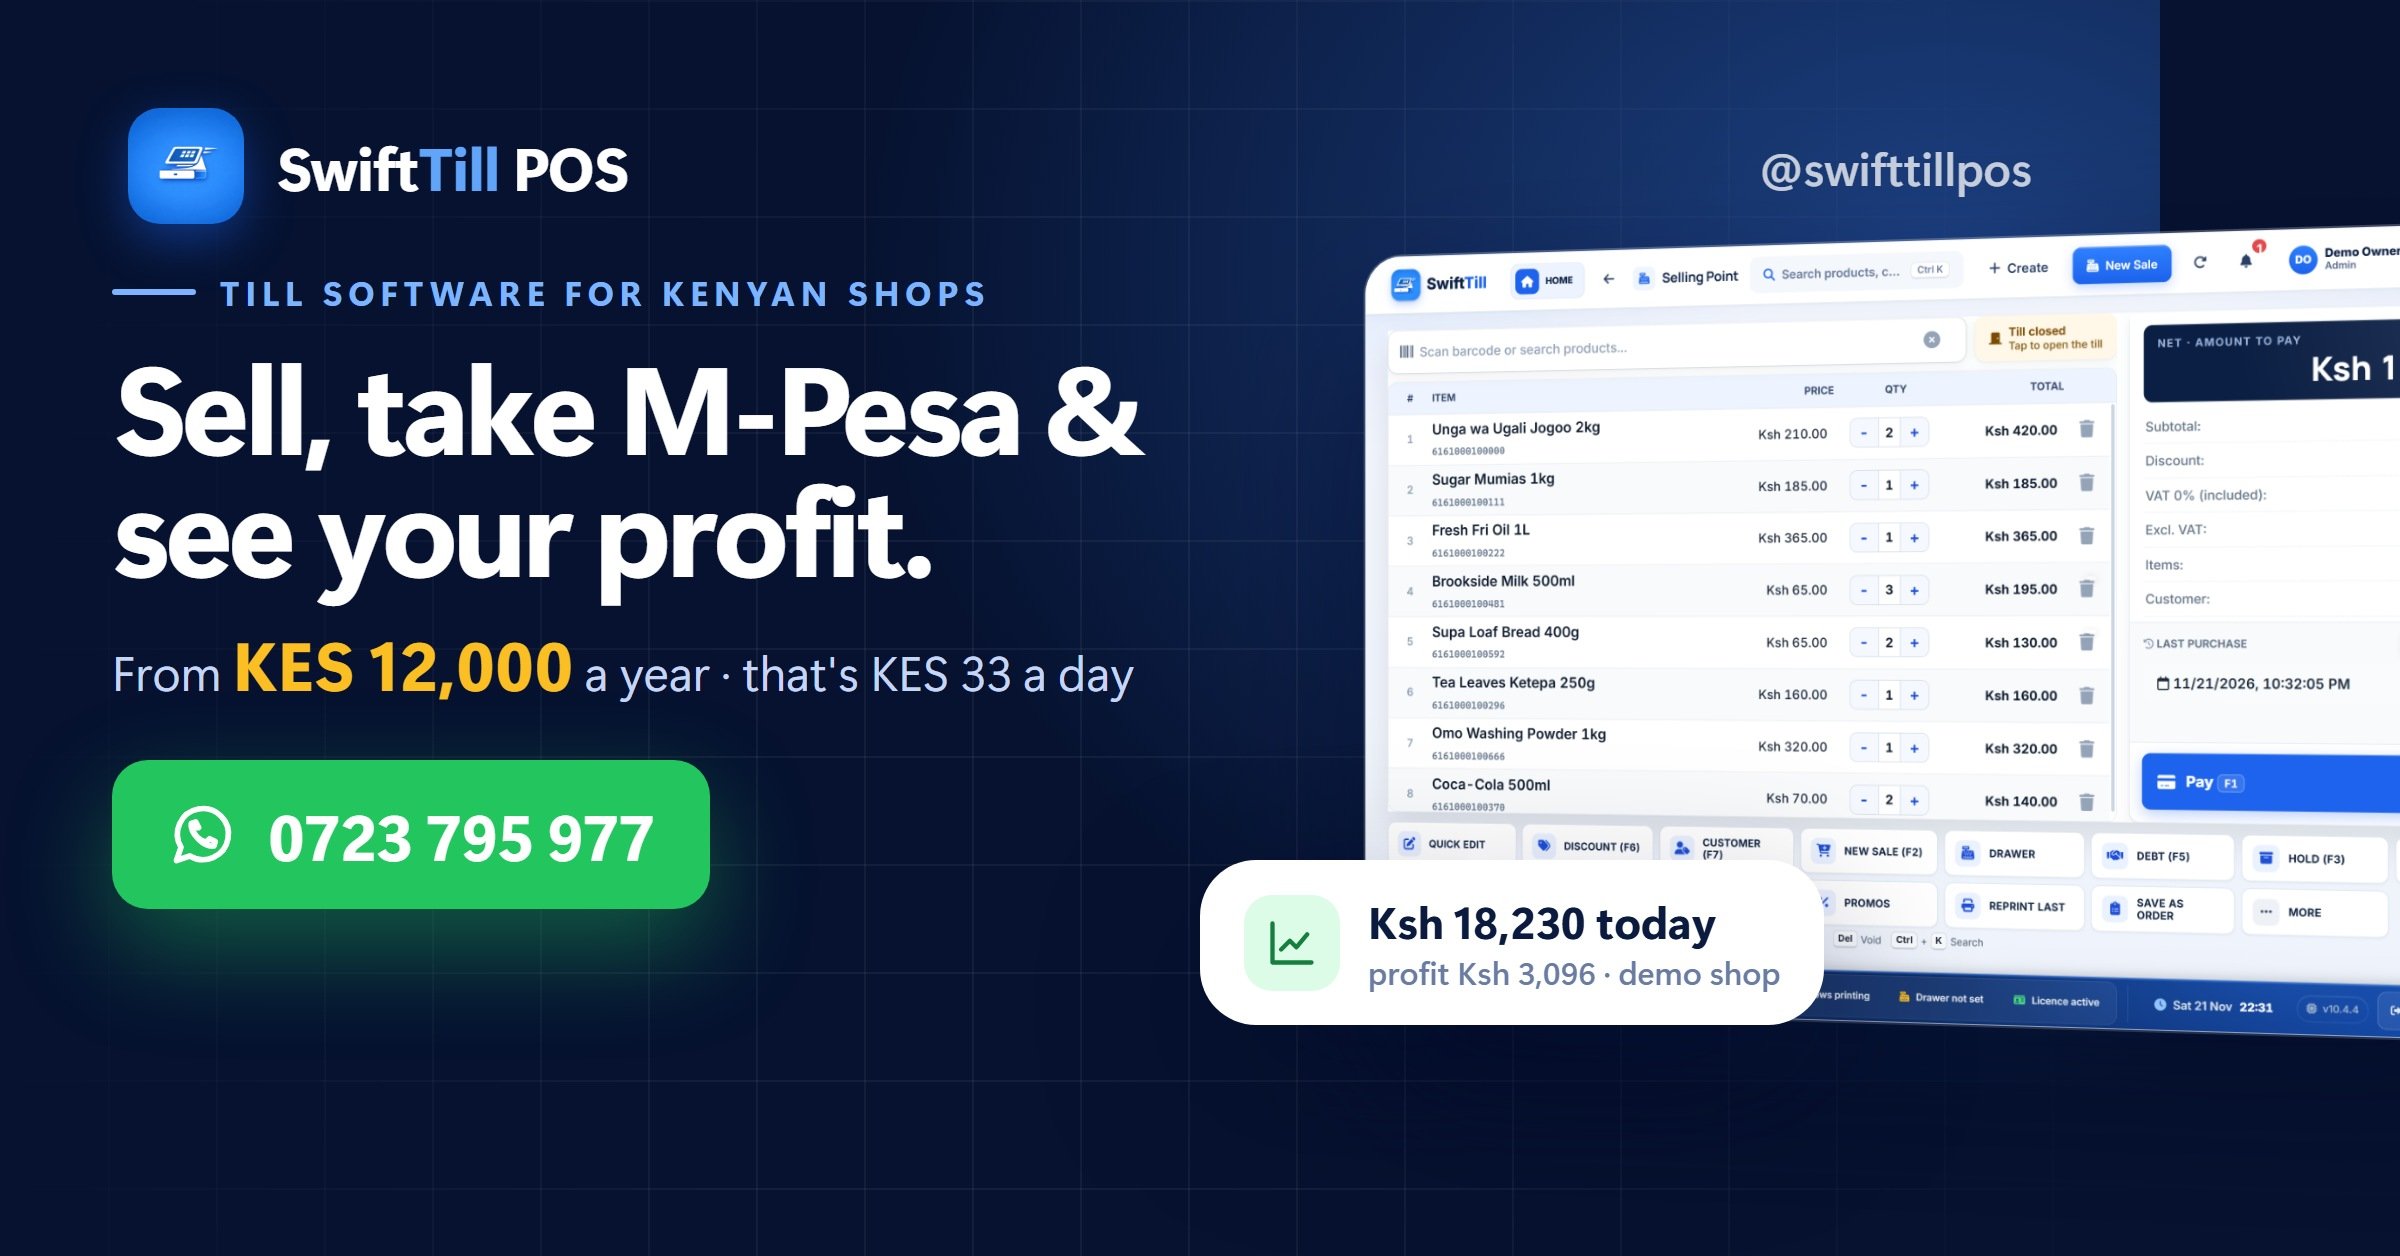 SwiftTill POS
@swifttillpos
TILL SOFTWARE FOR KENYAN SHOPS
Sell, take M-Pesa &
see your profit.
From KES 12,000 a year · that's KES 33 a day
0723 795 977
SwiftTill
HOME
Selling Point
Search products, c...
Ctrl K
+ Create
New Sale
1
DO
Demo Owner
Admin
Scan barcode or search products...
Till closed
Tap to open the till
# ITEM PRICE QTY TOTAL
1 Unga wa Ugali Jogoo 2kg Ksh 210.00 - 2 + Ksh 420.00
6161000100000
2 Sugar Mumias 1kg Ksh 185.00 - 1 + Ksh 185.00
6161000100111
3 Fresh Fri Oil 1L Ksh 365.00 - 1 + Ksh 365.00
6161000100222
4 Brookside Milk 500ml Ksh 65.00 - 3 + Ksh 195.00
6161000100481
5 Supa Loaf Bread 400g Ksh 65.00 - 2 + Ksh 130.00
6161000100592
6 Tea Leaves Ketepa 250g Ksh 160.00 - 1 + Ksh 160.00
6161000100296
7 Omo Washing Powder 1kg Ksh 320.00 - 1 + Ksh 320.00
6161000100666
8 Coca-Cola 500ml Ksh 70.00 - 2 + Ksh 140.00
6161000100370
NET · AMOUNT TO PAY
Ksh 1
Subtotal:
Discount:
VAT 0% (included):
Excl. VAT:
Items:
Customer:
LAST PURCHASE
11/21/2026, 10:32:05 PM
Pay F1
QUICK EDIT
DISCOUNT (F6)
CUSTOMER
(F7)
NEW SALE (F2)
DRAWER
DEBT (F5)
HOLD (F3)
PROMOS
REPRINT LAST
SAVE AS
ORDER
MORE
Del Void Ctrl + K Search
Ksh 18,230 today
profit Ksh 3,096 · demo shop
printing
Drawer not set
Licence active
Sat 21 Nov 22:31
v10.4.4